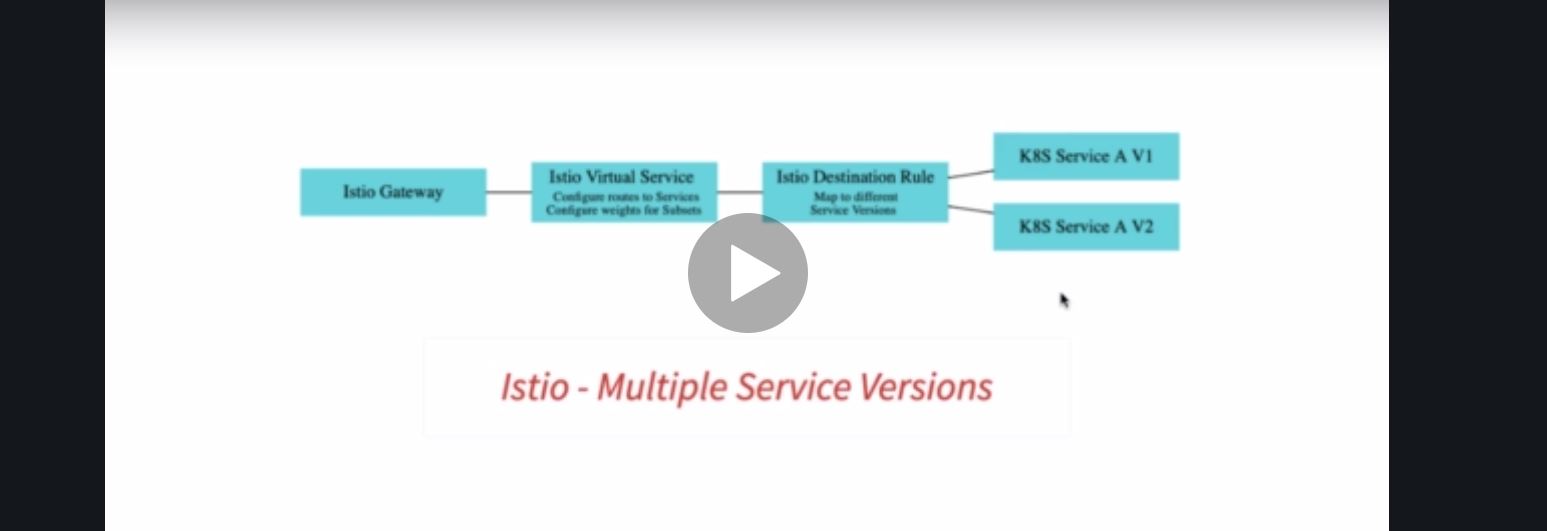 Istio Gateway
Istio Virtual Service
Configure routes to Services
Configure weights for Subsets
Istio Destination Rule
Map to different
Service Versions
K8S Service A V1
K8S Service A V2
Istio - Multiple Service Versions